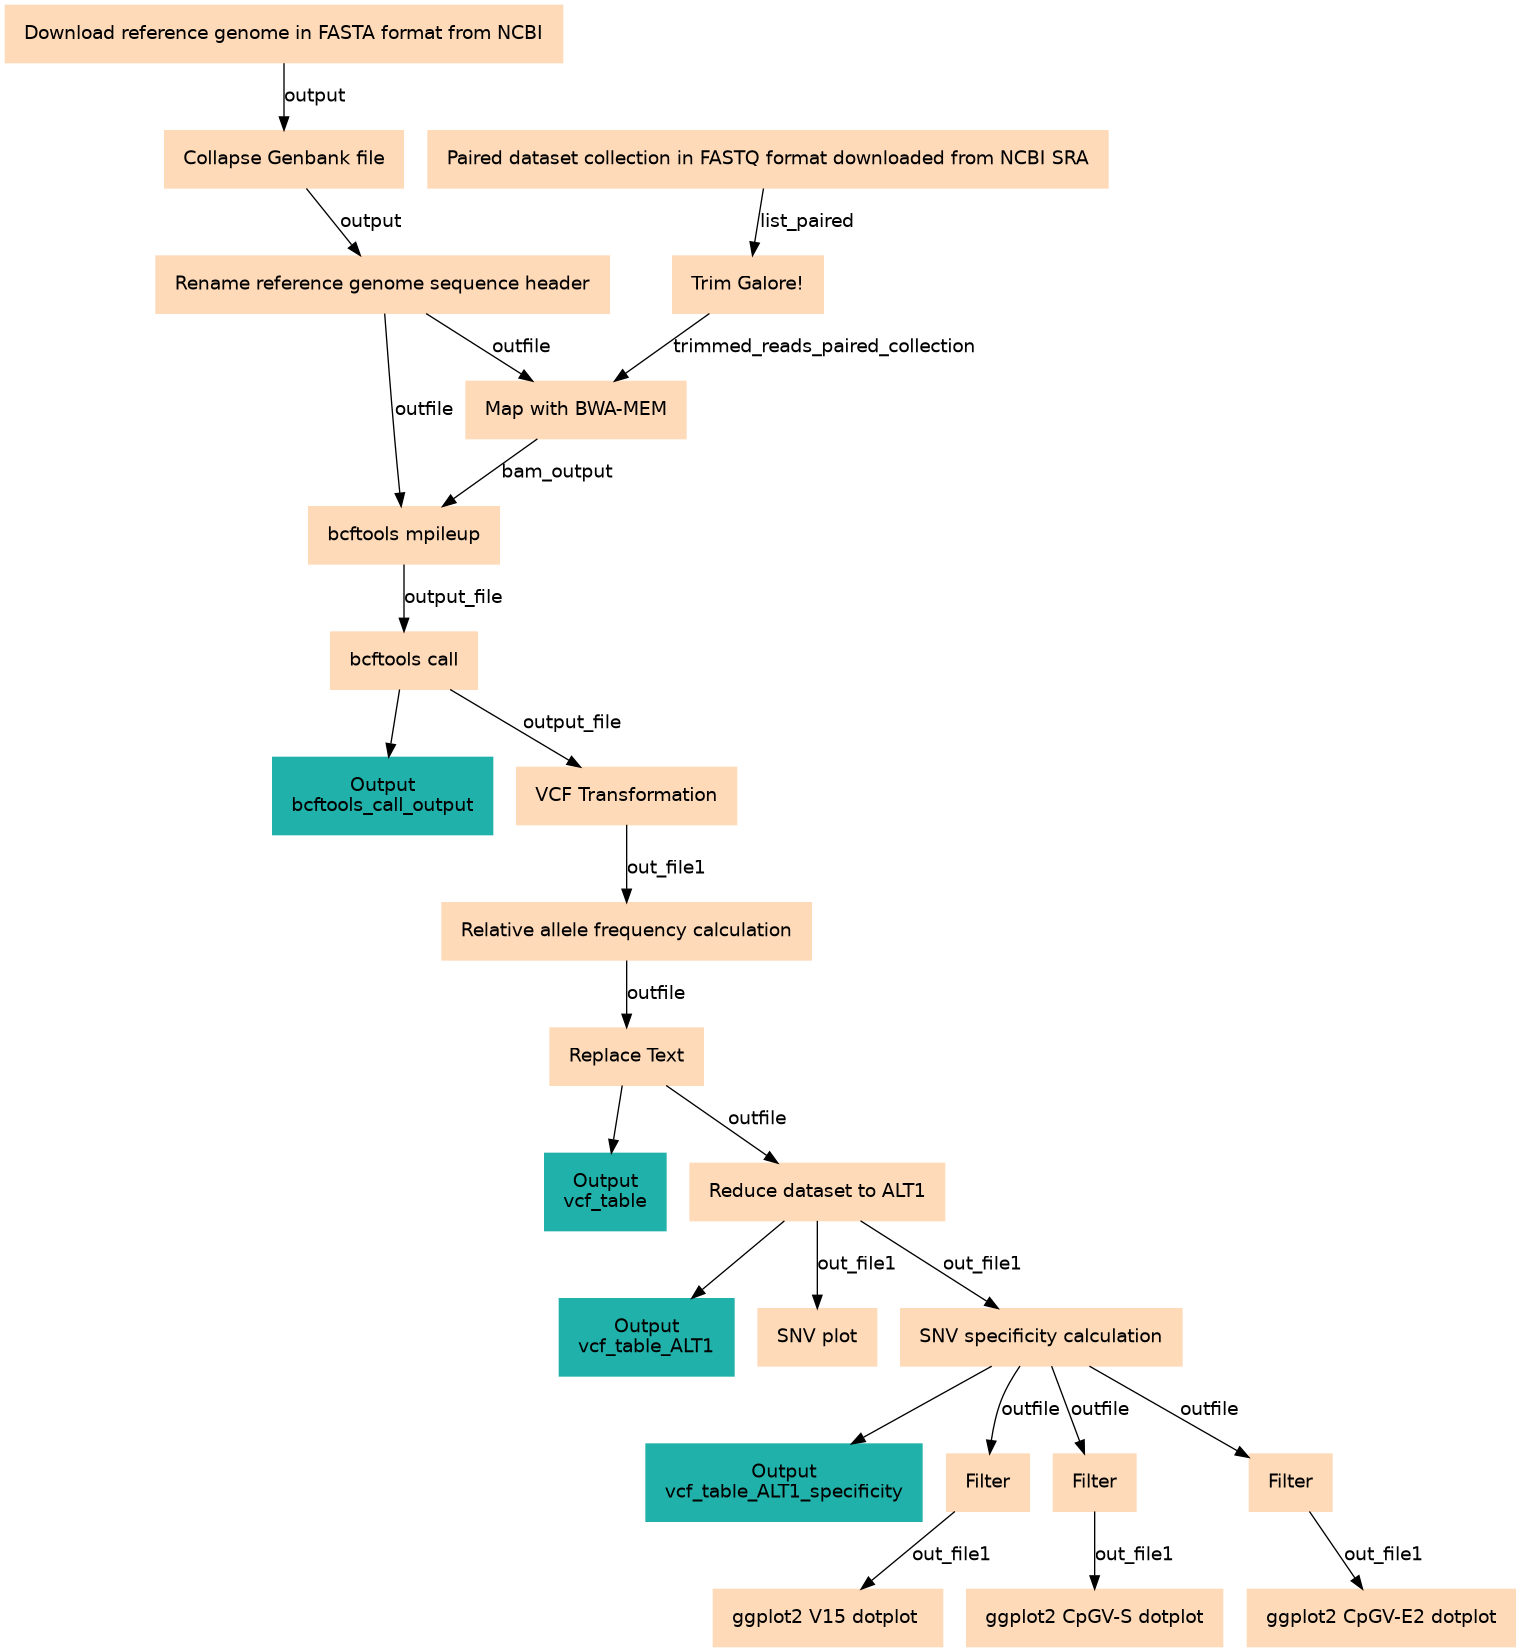 Download reference genome in FASTA format from NCBI
output
Collapse Genbank file
Paired dataset collection in FASTQ format downloaded from NCBI SRA
output
list_paired
Rename reference genome sequence header
Trim Galore!
outfile
trimmed_reads_paired_collection
outfile
Map with BWA-MEM
bam_output
bcftools mpileup
output_file
bcftools call
output_file
Output
bcftools_call_output
VCF Transformation
out_file1
Relative allele frequency calculation
outfile
Replace Text
outfile
Output
vcf_table
Reduce dataset to ALT1
out_file1
out_file1
Output
vcf_table_ALT1
SNV plot
SNV specificity calculation
outfile
outfile
outfile
Output
vcf_table_ALT1_specificity
Filter
Filter
Filter
out_file1
out_file1
out_file1
ggplot2 V15 dotplot
ggplot2 CpGV-S dotplot
ggplot2 CpGV-E2 dotplot